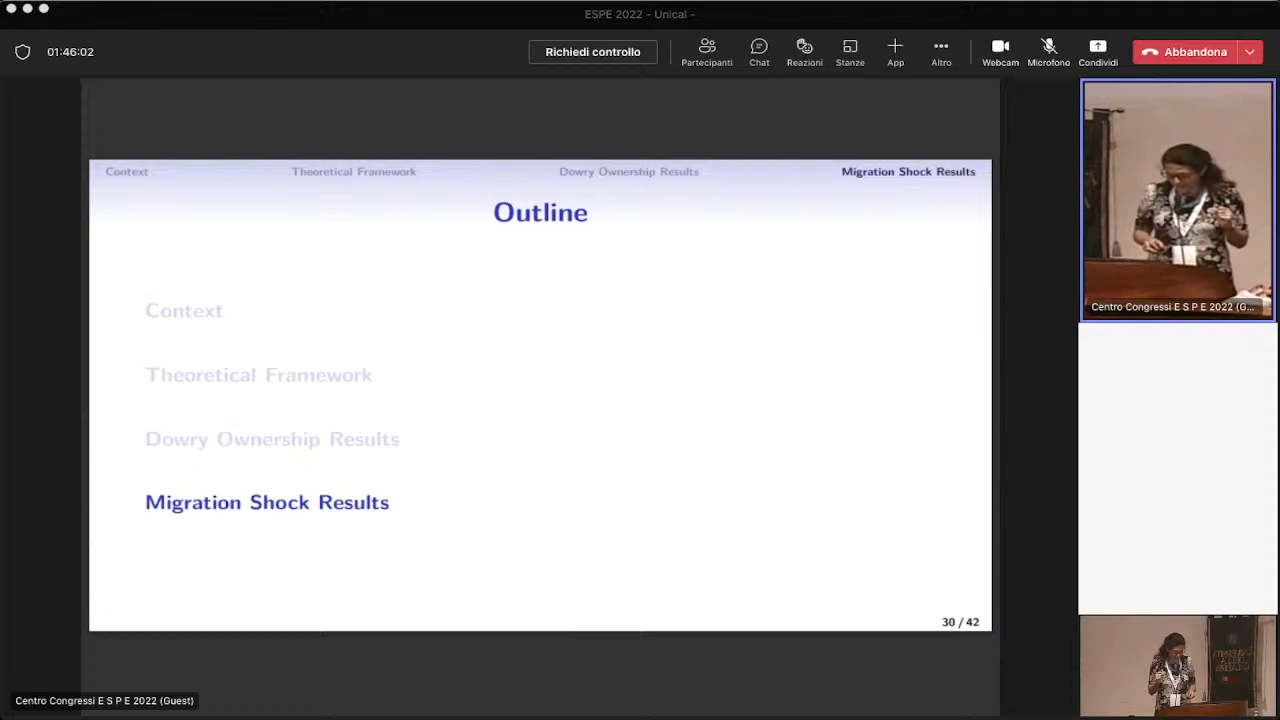 ESPE 2022 - Unical -
01:46:02
Richiedi controllo
Partecipanti
Chat
Reazioni
Stanze
App
Altro
Webcam
Microfono
Condividi
Abbandona
Context
Theoretical Framework
Dowry Ownership Results
Migration Shock Results
Outline
Context
Theoretical Framework
Dowry Ownership Results
Migration Shock Results
30 / 42
Centro Congressi E S P E 2022 (G...
Centro Congressi E S P E 2022 (Guest)